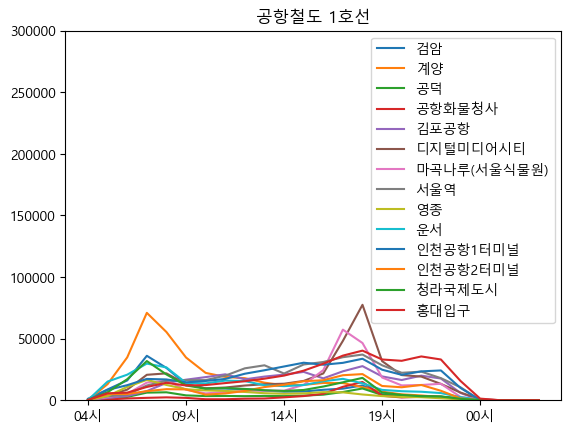 공항철도 1호선
300000
250000
200000
150000
100000
50000
0
04시
09시
14시
19시
00시
검암
계양
공덕
공항화물청사
김포공항
디지털미디어시티
마곡나루(서울식물원)
서울역
영종
운서
인천공항1터미널
인천공항2터미널
청라국제도시
홍대입구